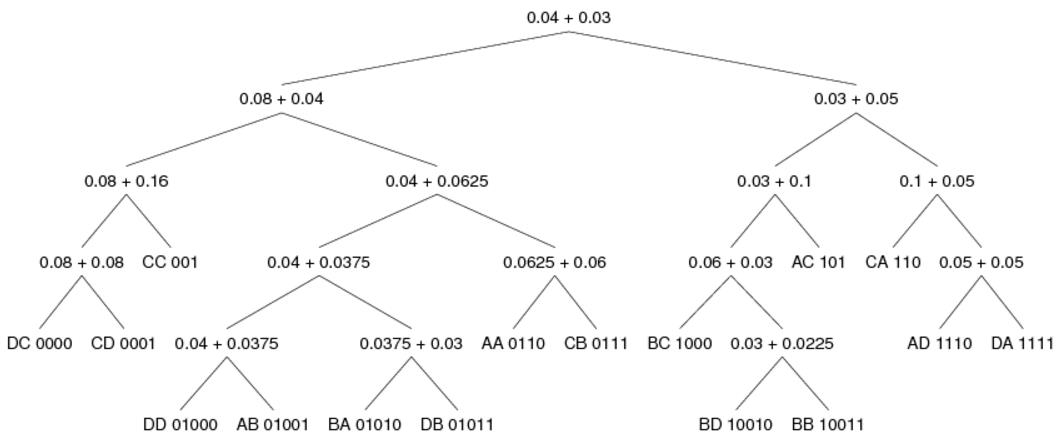 0.04 + 0.03
0.08 + 0.04
0.03 + 0.05
0.08 + 0.16
0.04 + 0.0625
0.03 + 0.1
0.1 + 0.05
0.08 + 0.08
CC 001
0.04 + 0.0375
0.0625 + 0.06
0.06 + 0.03
AC 101
CA 110
0.05 + 0.05
DC 0000
CD 0001
0.04 + 0.0375
0.0375 + 0.03
AA 0110
CB 0111
BC 1000
0.03 + 0.0225
AD 1110
DA 1111
DD 01000
AB 01001
BA 01010
DB 01011
BD 10010
BB 10011